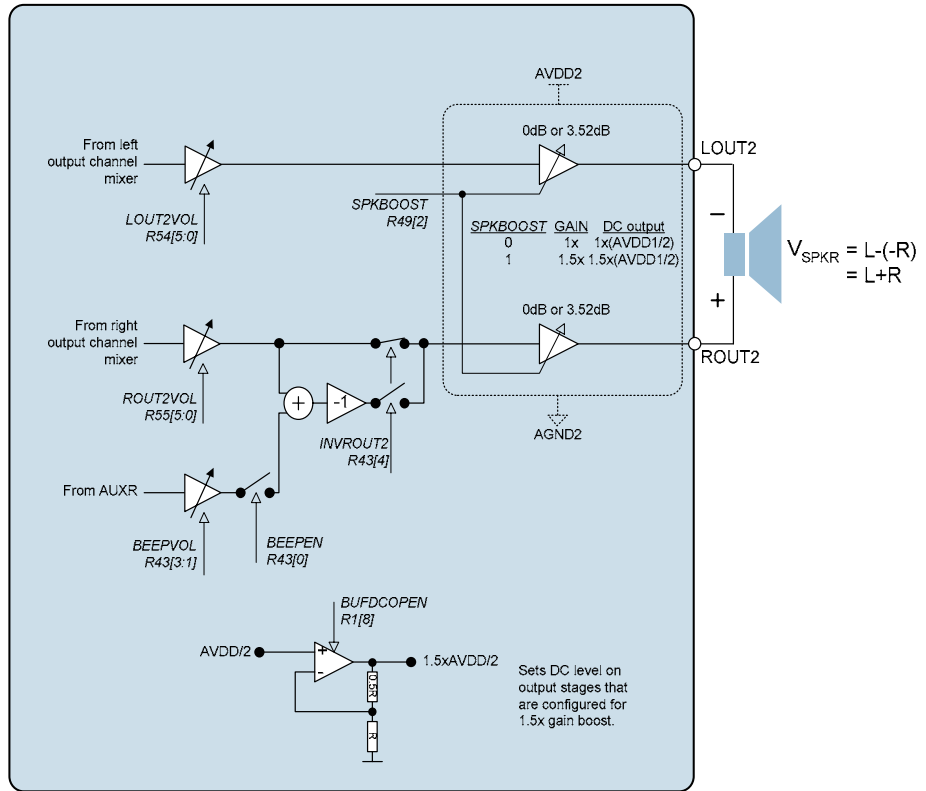 AVDD2
0dB or 3.52dB
From left
output channel
mixer
LOUT2
LOUT2VOL
R54[5:0]
SPKBOOST
R49[2]
SPKBOOST GAIN DC output
0 1x 1x(AVDD1/2)
1 1.5x 1.5x(AVDD1/2)
−
VSPKR = L-(-R)
= L+R
+
0dB or 3.52dB
From right
output channel
mixer
ROUT2
ROUT2VOL
R55[5:0]
+
-1
INVROUT2
R43[4]
AGND2
From AUXR
BEEPVOL
R43[3:1]
BEEPEN
R43[0]
BUFDCOPEN
R1[8]
AVDD/2
+
-
1.5xAVDD/2
0.5R
R
Sets DC level on
output stages that
are configured for
1.5x gain boost.